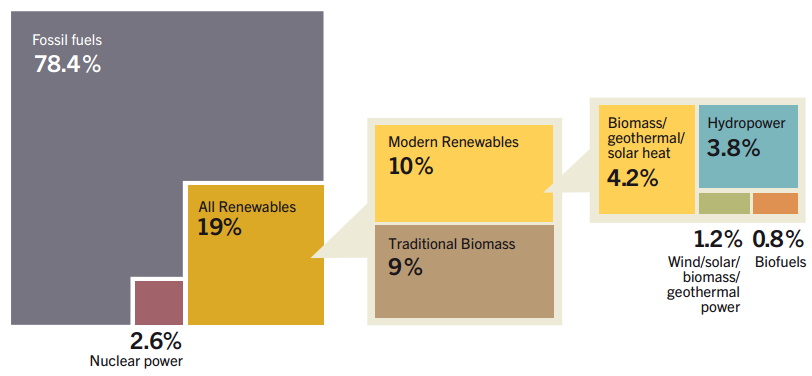 Fossil fuels
78.4%
All Renewables
19%
2.6%
Nuclear power
Modern Renewables
10%
Traditional Biomass
9%
Biomass/
geothermal/
solar heat
4.2%
Hydropower
3.8%
1.2%
Wind/solar/
biomass/
geothermal
power
0.8%
Biofuels